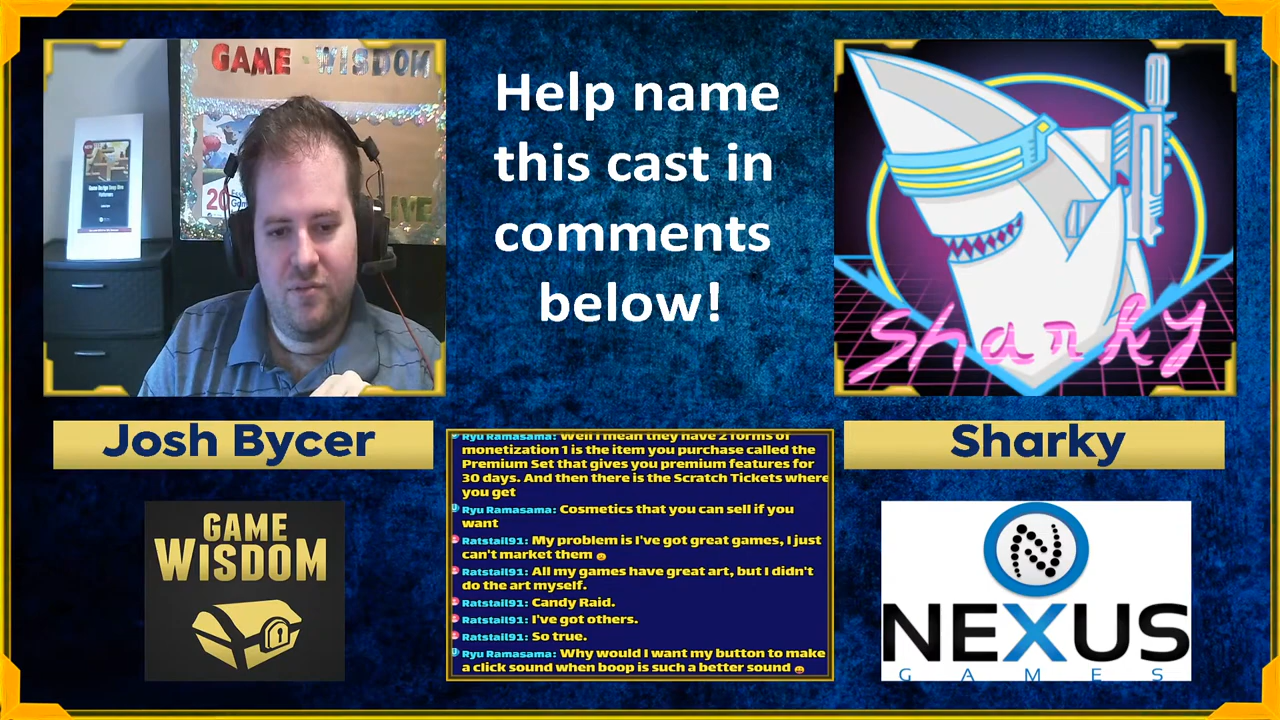 GAME WISDOM
20
LIVE
Help name
this cast in
comments
below!
Sharky
Josh Bycer
Sharky
GAME
WISDOM
Ryu Ramasama: Well I mean they have 2 forms of
monetization 1 is the item you purchase called the
Premium Set that gives you premium features for
30 days. And then there is the Scratch Tickets where
you get
Ryu Ramasama: Cosmetics that you can sell if you
want
Ratstail91: My problem is I've got great games, I just
can't market them
Ratstail91: All my games have great art, but I didn't
do the art myself.
Ratstail91: Candy Raid.
Ratstail91: I've got others.
Ratstail91: So true.
Ryu Ramasama: Why would I want my button to make
a click sound when boop is such a better sound
NEXUS
GAMES